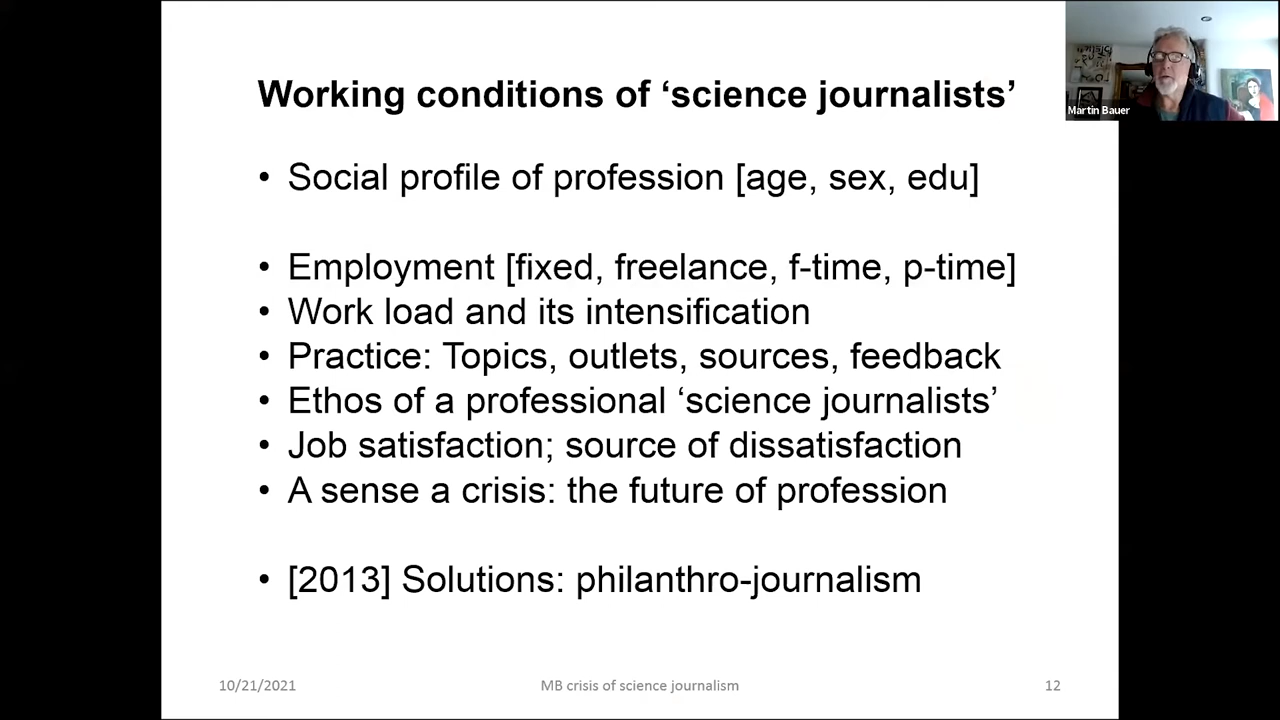 Working conditions of ‘science journalists’
Martin Bauer
• Social profile of profession [age, sex, edu]
• Employment [fixed, freelance, f-time, p-time]
• Work load and its intensification
• Practice: Topics, outlets, sources, feedback
• Ethos of a professional ‘science journalists’
• Job satisfaction; source of dissatisfaction
• A sense a crisis: the future of profession
• [2013] Solutions: philanthro-journalism
10/21/2021
MB crisis of science journalism
12